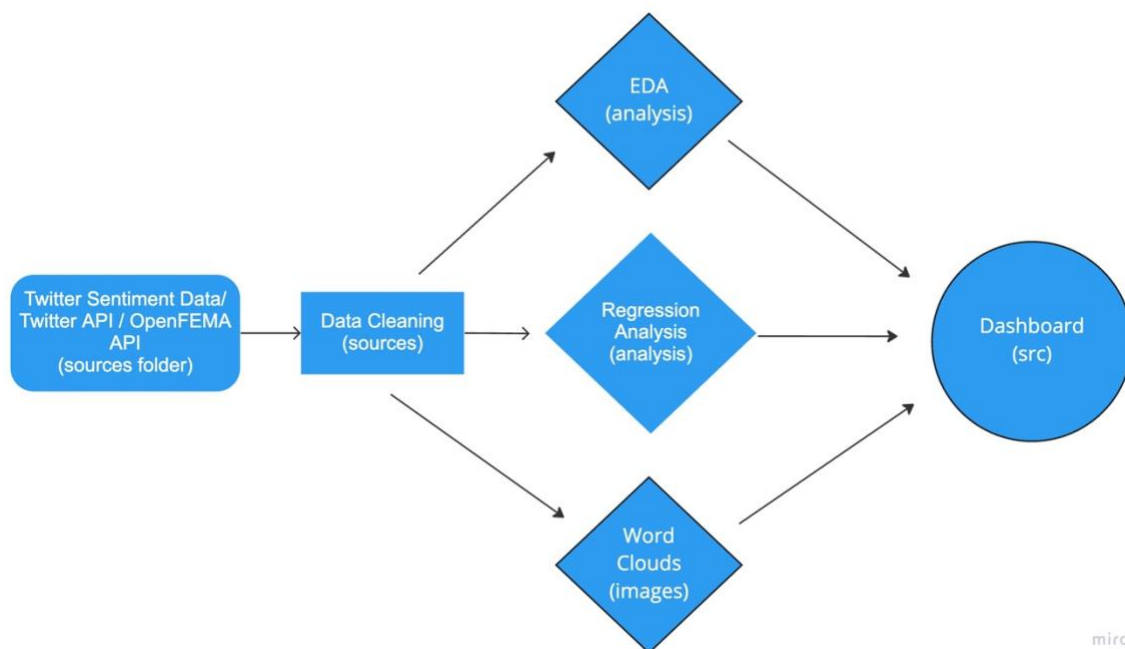 EDA
(analysis)
Twitter Sentiment Data/
Twitter API / OpenFEMA
API
(sources folder)
Data Cleaning
(sources)
Regression
Analysis
(analysis)
Dashboard
(src)
Word
Clouds
(images)